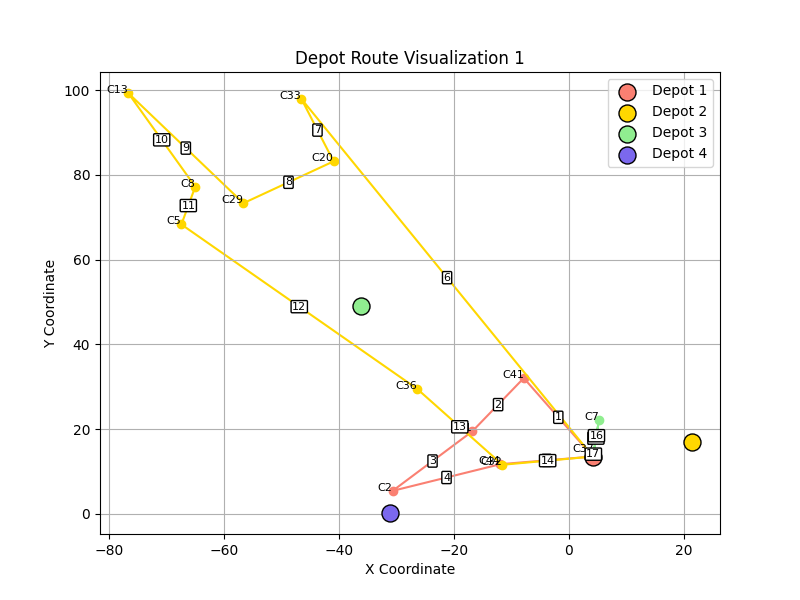 Depot Route Visualization 1
Depot 1
Depot 2
Depot 3
Depot 4
Y Coordinate
100
80
60
40
20
0
C13
C33
7
C20
10
9
8
C29
C8
11
C5
6
12
C36
C41
2
1
C7
13
16
C3
17
3
14
4
C2
−80
−60
−40
−20
0
20
X Coordinate